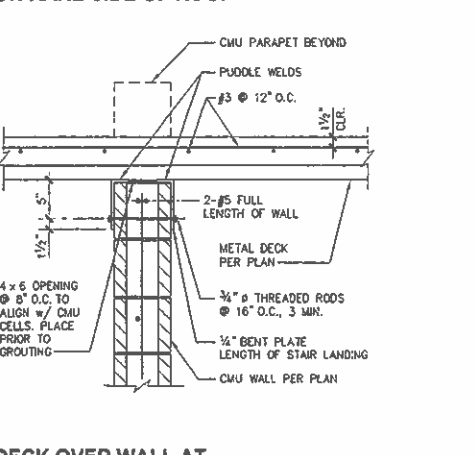 CMU PARAPET BEYOND
PUDDLE WELDS
#3 @ 12" O.C.
1½"
CLR.
5"
1½"
2-#5 FULL
LENGTH OF WALL
METAL DECK
PER PLAN
4 x 6 OPENING
@ 8" O.C. TO
ALIGN w/ CMU
CELLS. PLACE
PRIOR TO
GROUTING
¾" ø THREADED RODS
@ 16" O.C., 3 MIN.
¼" BENT PLATE
LENGTH OF STAIR LANDING
CMU WALL PER PLAN
DECK OVER WALL AT